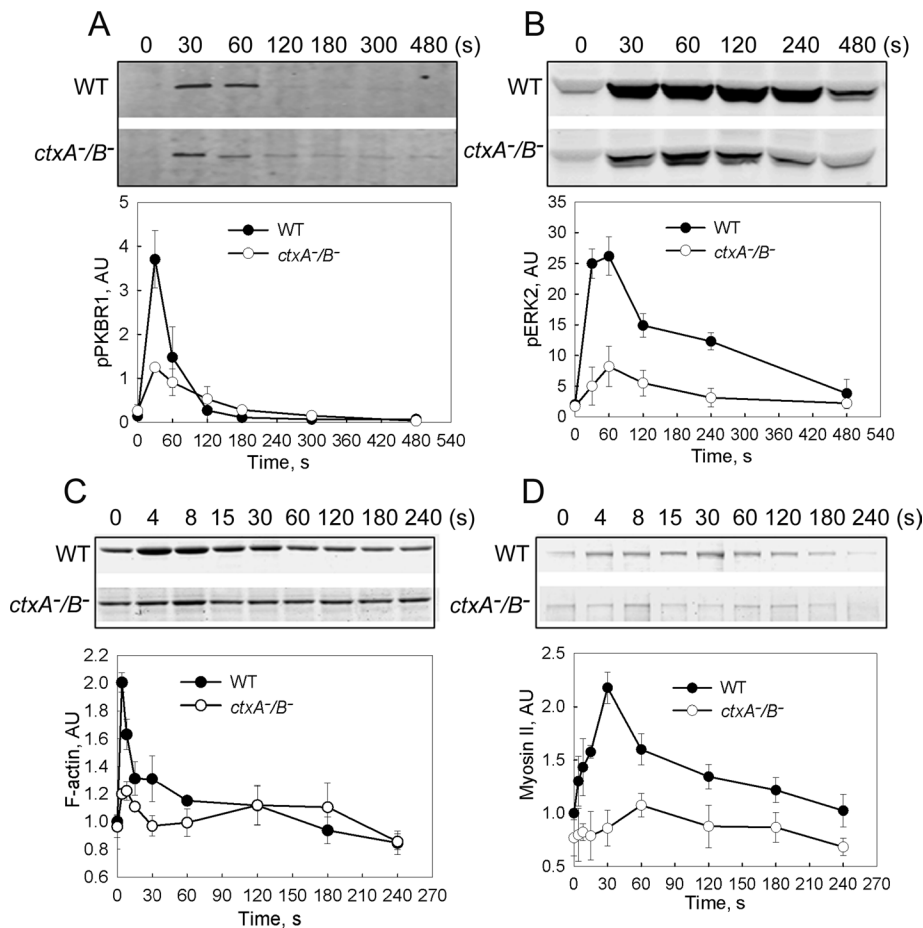 A
0 30 60 120 180 300 480 (s)
WT
ctxA⁻/B⁻
5
4
3
2
1
0
pPKBR1, AU
WT
ctxA⁻/B⁻
0 60 120 180 240 300 360 420 480 540
Time, s
B
0 30 60 120 240 480 (s)
WT
ctxA⁻/B⁻
35
30
25
20
15
10
5
0
pERK2, AU
WT
ctxA⁻/B⁻
0 60 120 180 240 300 360 420 480 540
Time, s
C
0 4 8 15 30 60 120 180 240 (s)
WT
ctxA⁻/B⁻
2.2
2.0
1.8
1.6
1.4
1.2
1.0
0.8
0.6
F-actin, AU
WT
ctxA⁻/B⁻
0 30 60 90 120 150 180 210 240 270
Time, s
D
0 4 8 15 30 60 120 180 240 (s)
WT
ctxA⁻/B⁻
2.5
2.0
1.5
1.0
0.5
Myosin II, AU
WT
ctxA⁻/B⁻
0 30 60 90 120 150 180 210 240 270
Time, s